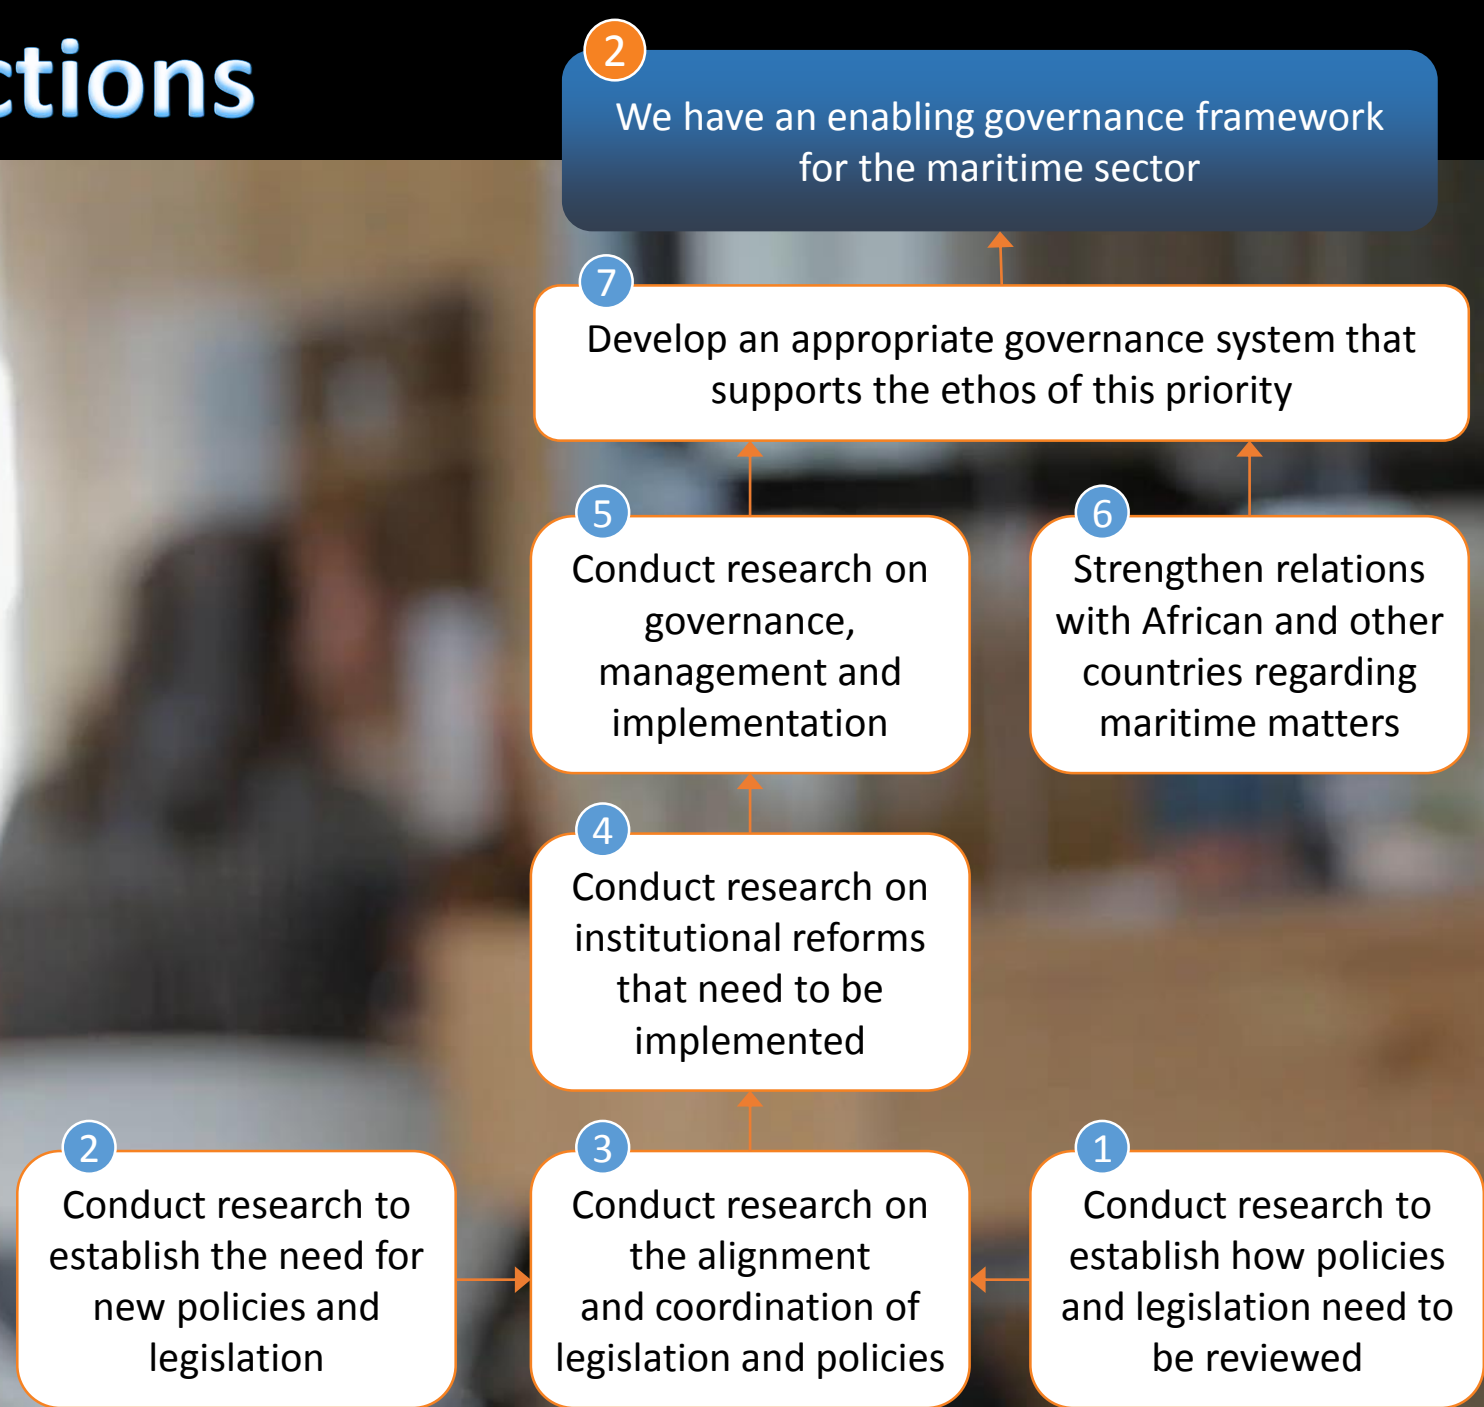 ctions
2
We have an enabling governance framework
for the maritime sector
7
Develop an appropriate governance system that
supports the ethos of this priority
5
Conduct research on
governance,
management and
implementation
6
Strengthen relations
with African and other
countries regarding
maritime matters
4
Conduct research on
institutional reforms
that need to be
implemented
2
Conduct research to
establish the need for
new policies and
legislation
3
Conduct research on
the alignment
and coordination of
legislation and policies
1
Conduct research to
establish how policies
and legislation need to
be reviewed